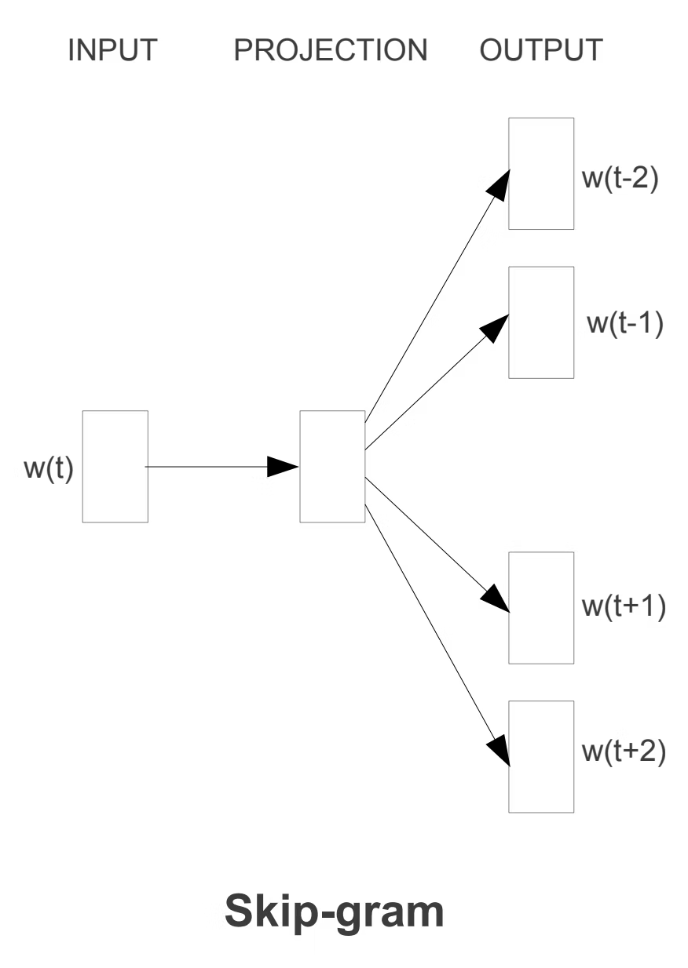 INPUT PROJECTION OUTPUT
w(t-2)
w(t-1)
w(t)
w(t+1)
w(t+2)
Skip-gram